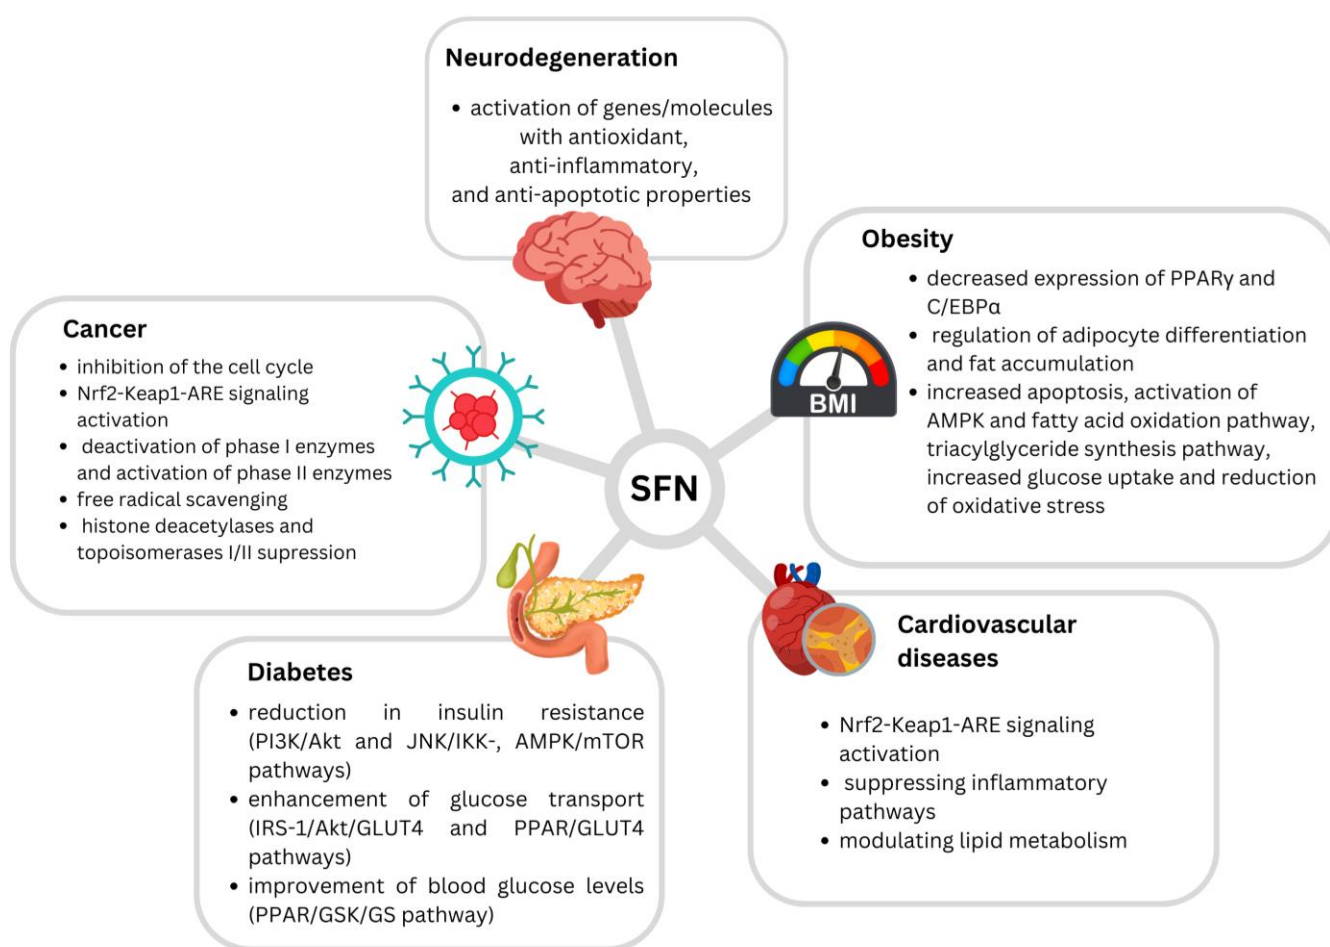 Neurodegeneration
• activation of genes/molecules
with antioxidant,
anti-inflammatory,
and anti-apoptotic properties
Obesity
• decreased expression of PPARγ and
C/EBPα
• regulation of adipocyte differentiation
and fat accumulation
• increased apoptosis, activation of
AMPK and fatty acid oxidation pathway,
triacylglyceride synthesis pathway,
increased glucose uptake and reduction
of oxidative stress
BMI
Cancer
• inhibition of the cell cycle
• Nrf2-Keap1-ARE signaling
activation
• deactivation of phase I enzymes
and activation of phase II enzymes
• free radical scavenging
• histone deacetylases and
topoisomerases I/II supression
SFN
Diabetes
• reduction in insulin resistance
(PI3K/Akt and JNK/IKK-, AMPK/mTOR
pathways)
• enhancement of glucose transport
(IRS-1/Akt/GLUT4 and PPAR/GLUT4
pathways)
• improvement of blood glucose levels
(PPAR/GSK/GS pathway)
Cardiovascular
diseases
• Nrf2-Keap1-ARE signaling
activation
• suppressing inflammatory
pathways
• modulating lipid metabolism